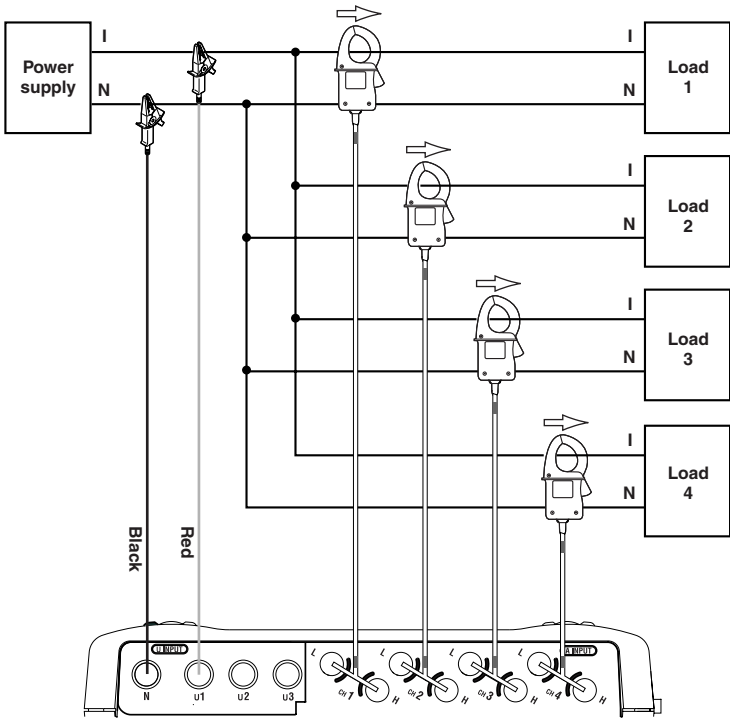 Power
supply
I
N
I
N
Load
1
I
N
Load
2
I
N
Load
3
I
N
Load
4
Black
Red
U INPUT
N
U1
U2
U3
L
CH 1
H
L
CH 2
H
L
CH 3
H
L
CH 4
H
A INPUT